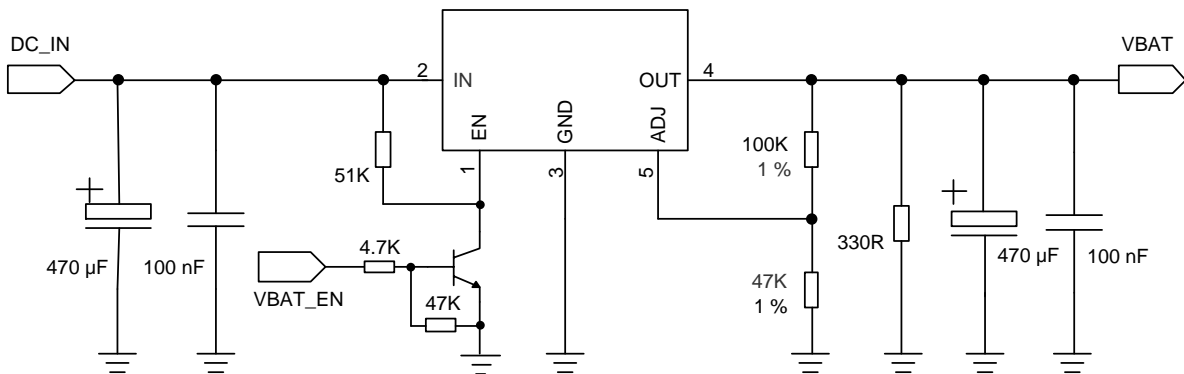 DC_IN
VBAT
2
IN
OUT
4
EN
GND
ADJ
1
3
5
51K
100K
1 %
470 µF
100 nF
4.7K
VBAT_EN
47K
330R
47K
1 %
470 µF
100 nF